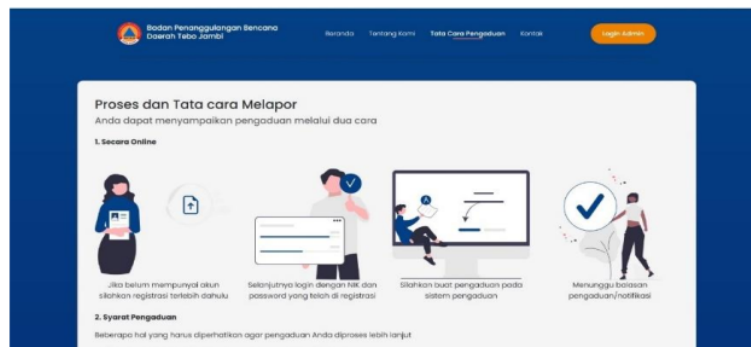 Badan Penanggulangan Bencana
Daerah Tebo Jambi
Beranda
Tentang Kami
Tata Cara Pengaduan
Kontak
Login Admin
Proses dan Tata cara Melapor
Anda dapat menyampaikan pengaduan melalui dua cara
1. Secara Online
Jika belum mempunyai akun
silahkan registrasi terlebih dahulu
Selanjutnya login dengan NIK dan
password yang telah di registrasi
A
Silahkan buat pengaduan pada
sistem pengaduan
Menunggu balasan
pengaduan/notifikasi
2. Syarat Pengaduan
Beberapa hal yang harus diperhatikan agar pengaduan Anda diproses lebih lanjut